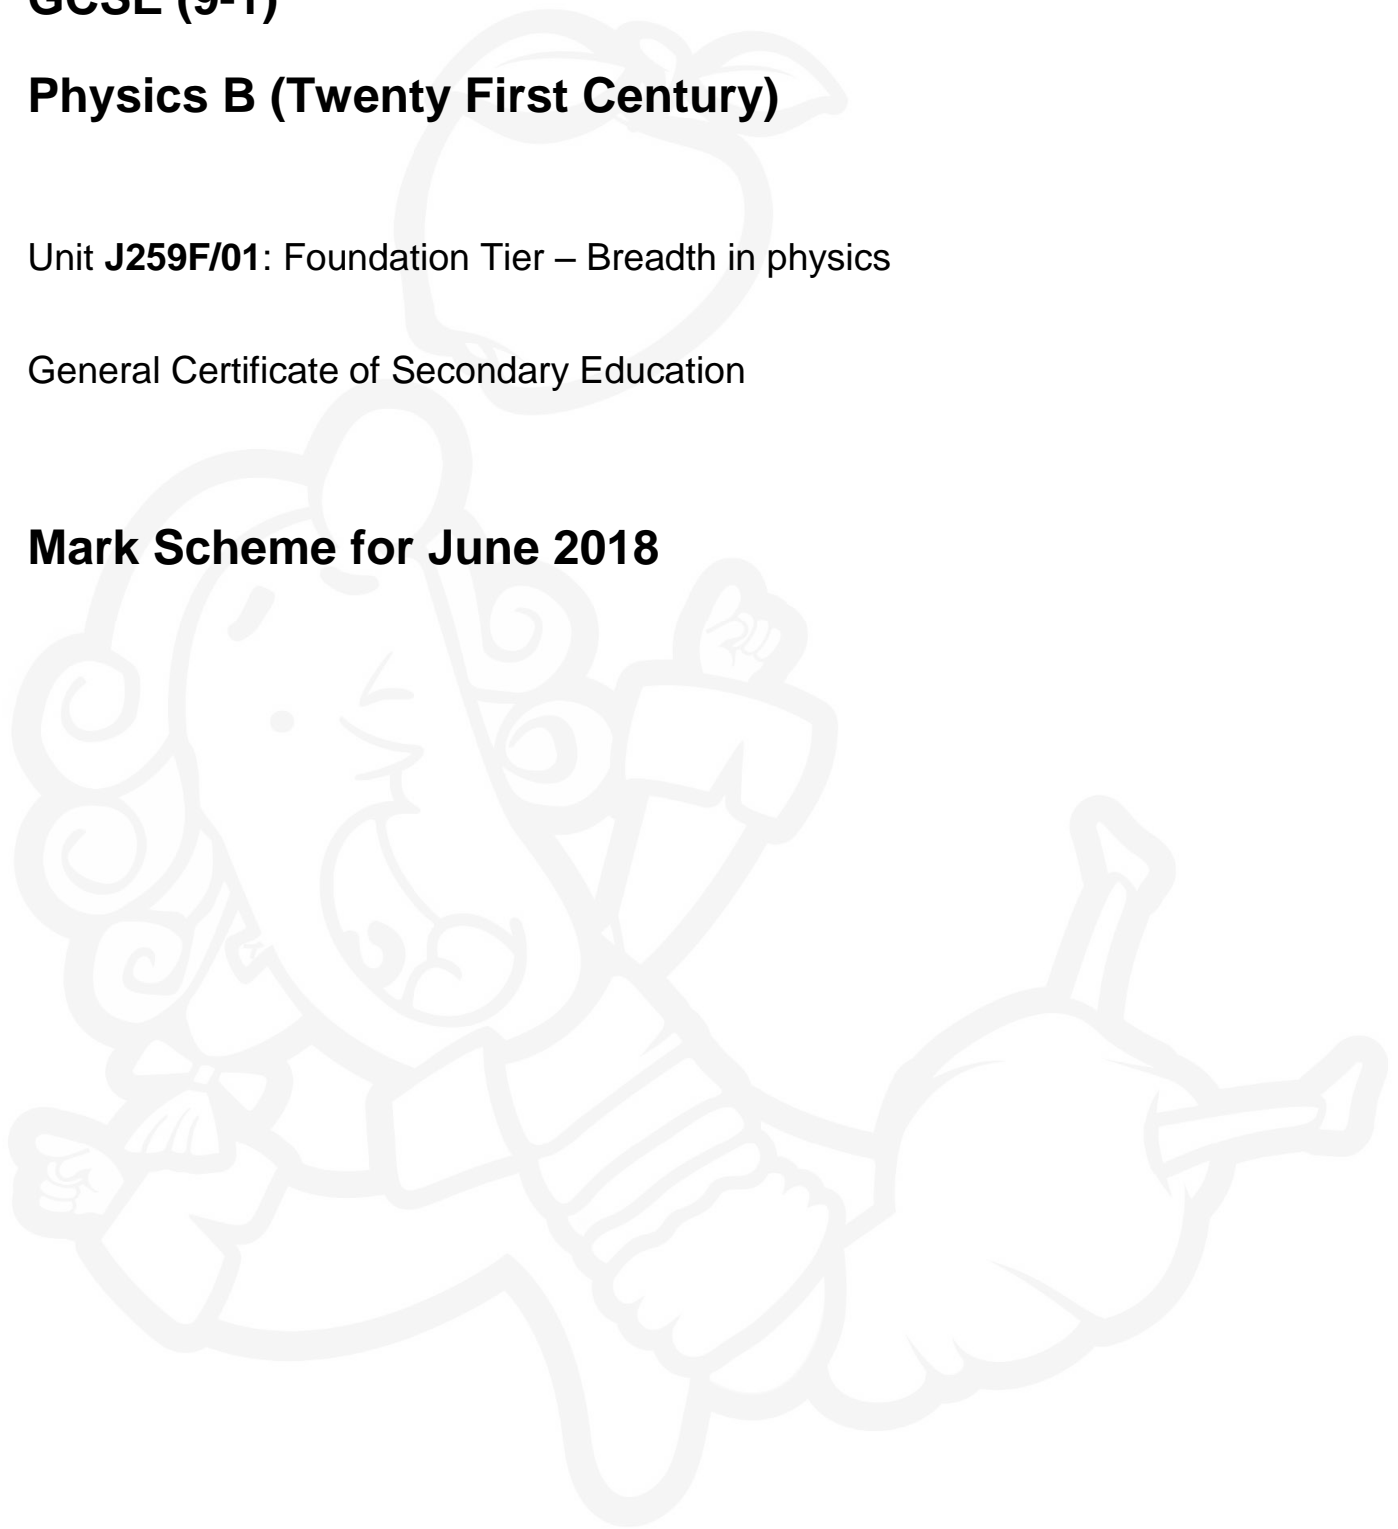 GCSE (9-1)
Physics B (Twenty First Century)
Unit J259F/01: Foundation Tier – Breadth in physics
General Certificate of Secondary Education
Mark Scheme for June 2018